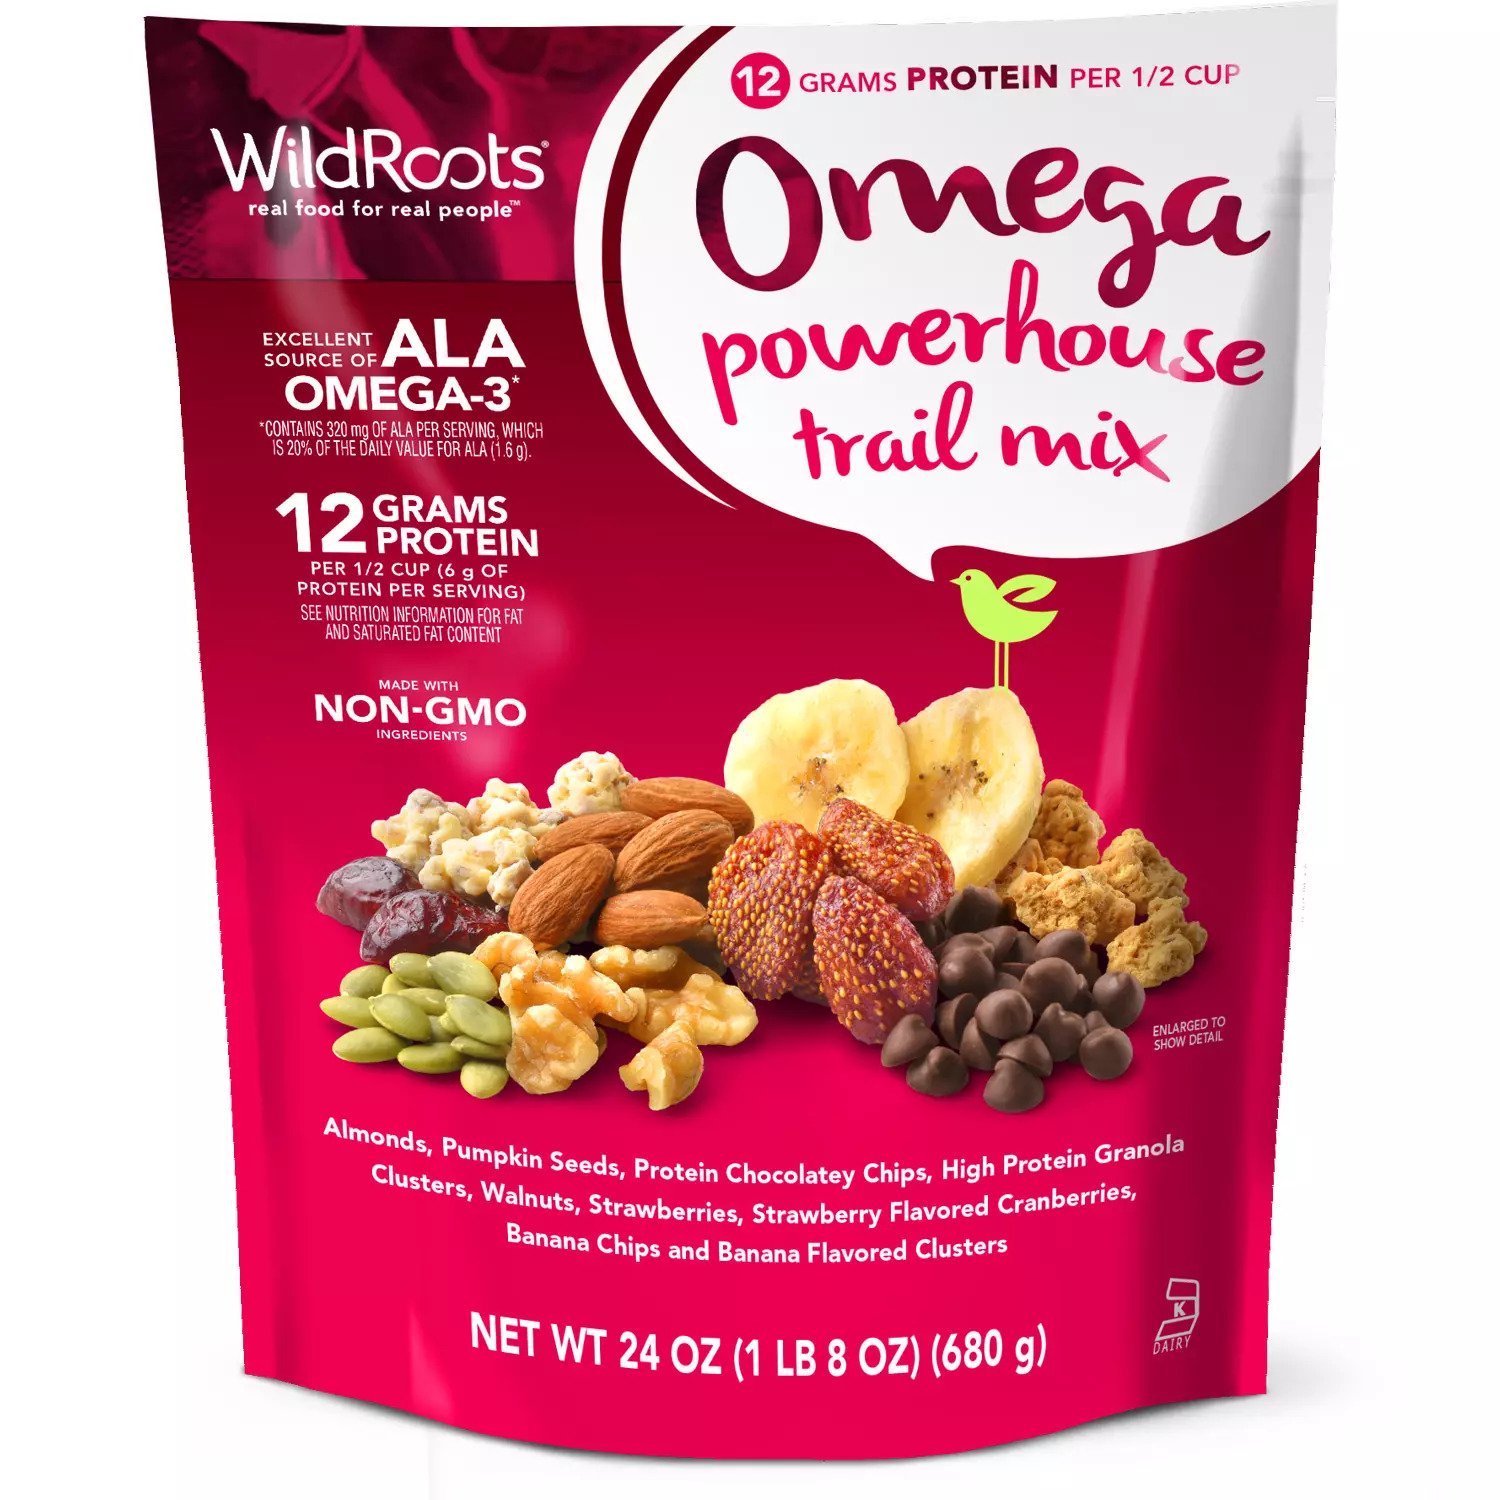 12 GRAMS PROTEIN PER 1/2 CUP
WildRoots®
real food for real people™
Omega
powerhouse
trail mix
EXCELLENT
SOURCE OF ALA
OMEGA-3*
*CONTAINS 320 mg OF ALA PER SERVING, WHICH
IS 20% OF THE DAILY VALUE FOR ALA (1.6 g).
12 GRAMS
PROTEIN
PER 1/2 CUP (6 g OF
PROTEIN PER SERVING)
SEE NUTRITION INFORMATION FOR FAT
AND SATURATED FAT CONTENT
MADE WITH
NON-GMO
INGREDIENTS
ENLARGED TO
SHOW DETAIL
Almonds, Pumpkin Seeds, Protein Chocolatey Chips, High Protein Granola
Clusters, Walnuts, Strawberries, Strawberry Flavored Cranberries,
Banana Chips and Banana Flavored Clusters
NET WT 24 OZ (1 LB 8 OZ) (680 g)
K
DAIRY